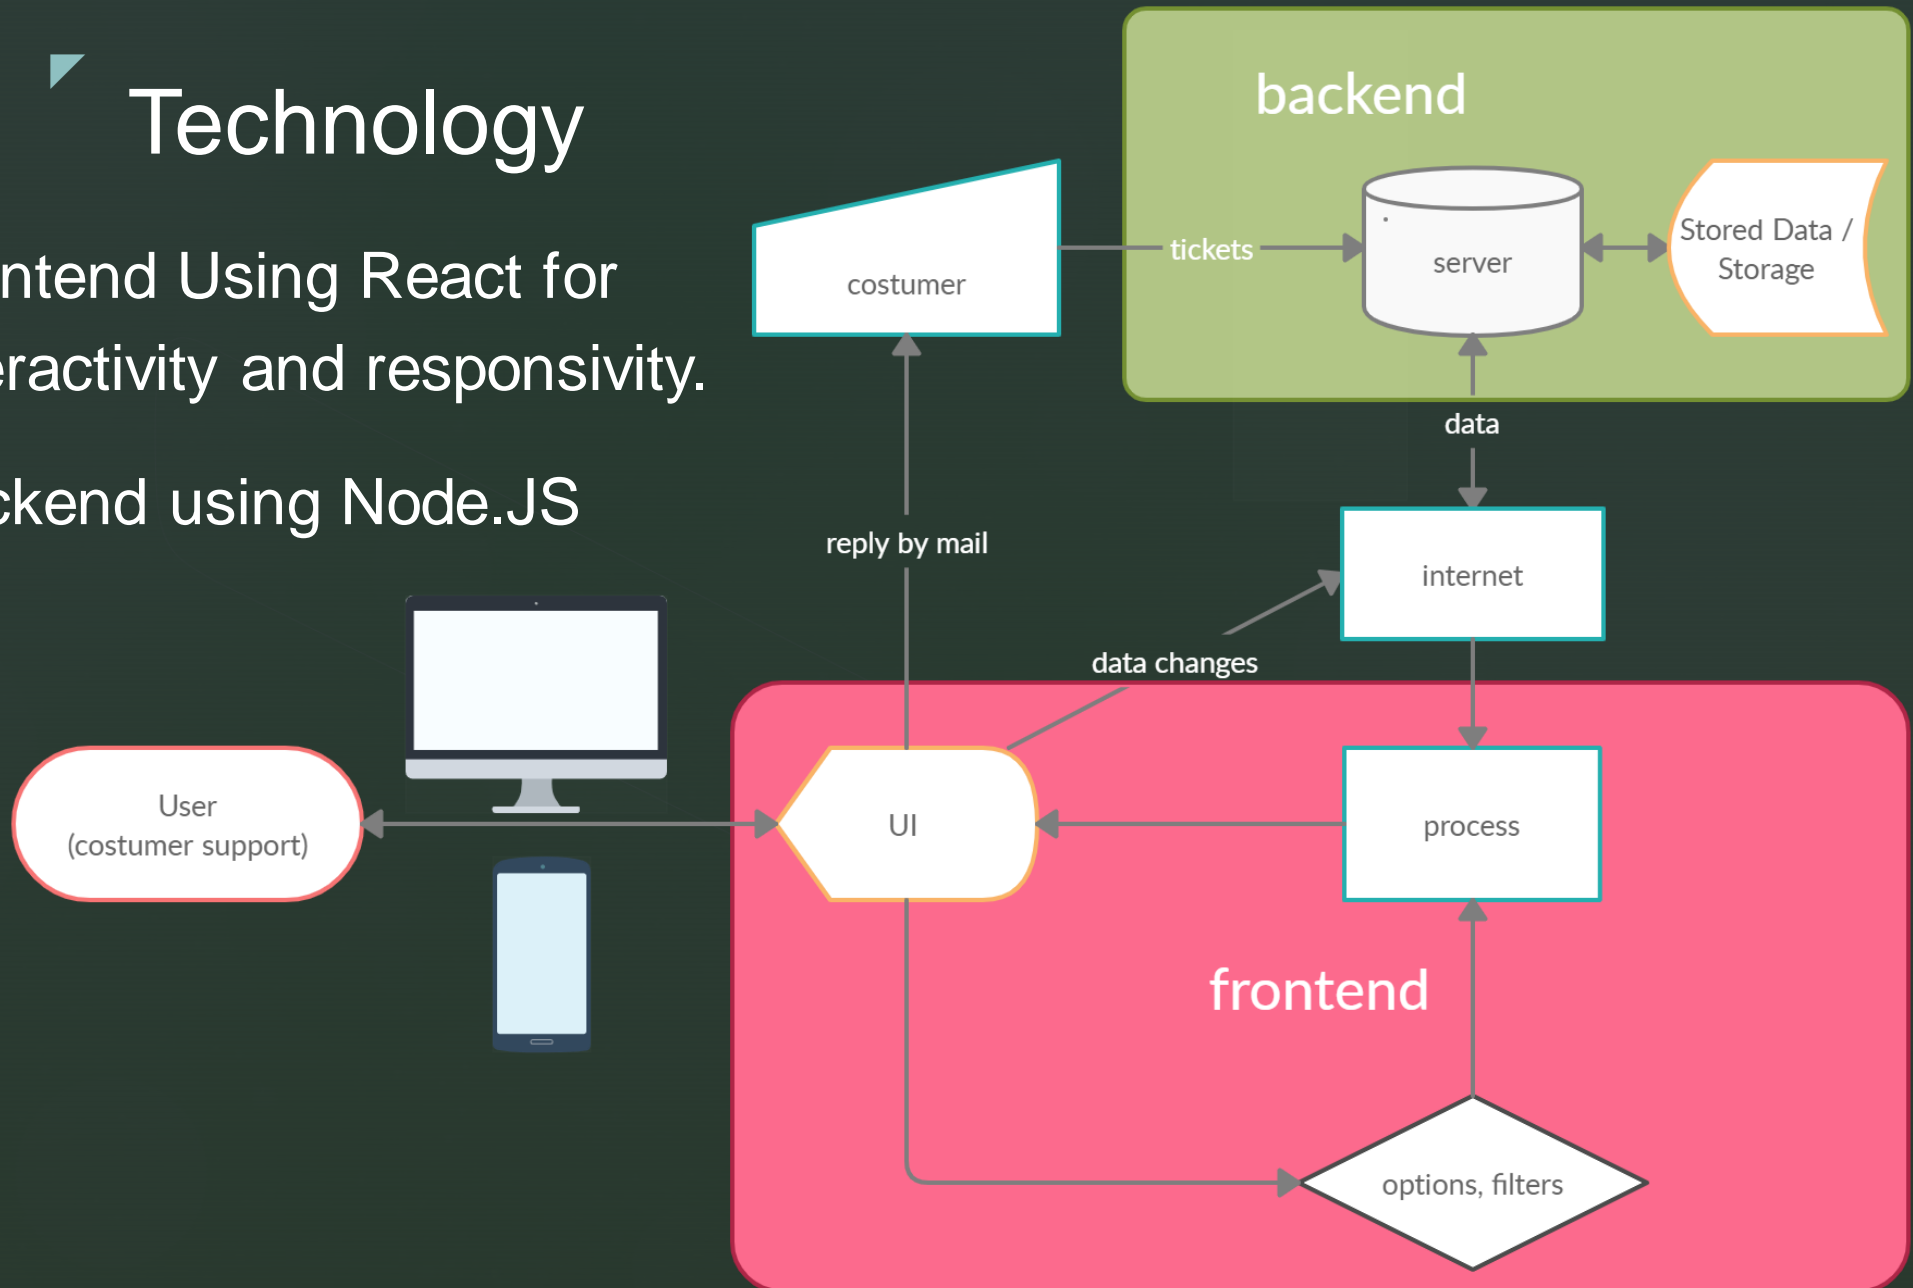 Technology
ntend Using React for
eractivity and responsivity.
ckend using Node.JS
backend
costumer
tickets
server
Stored Data /
Storage
data
reply by mail
internet
data changes
User
(costumer support)
UI
process
frontend
options, filters